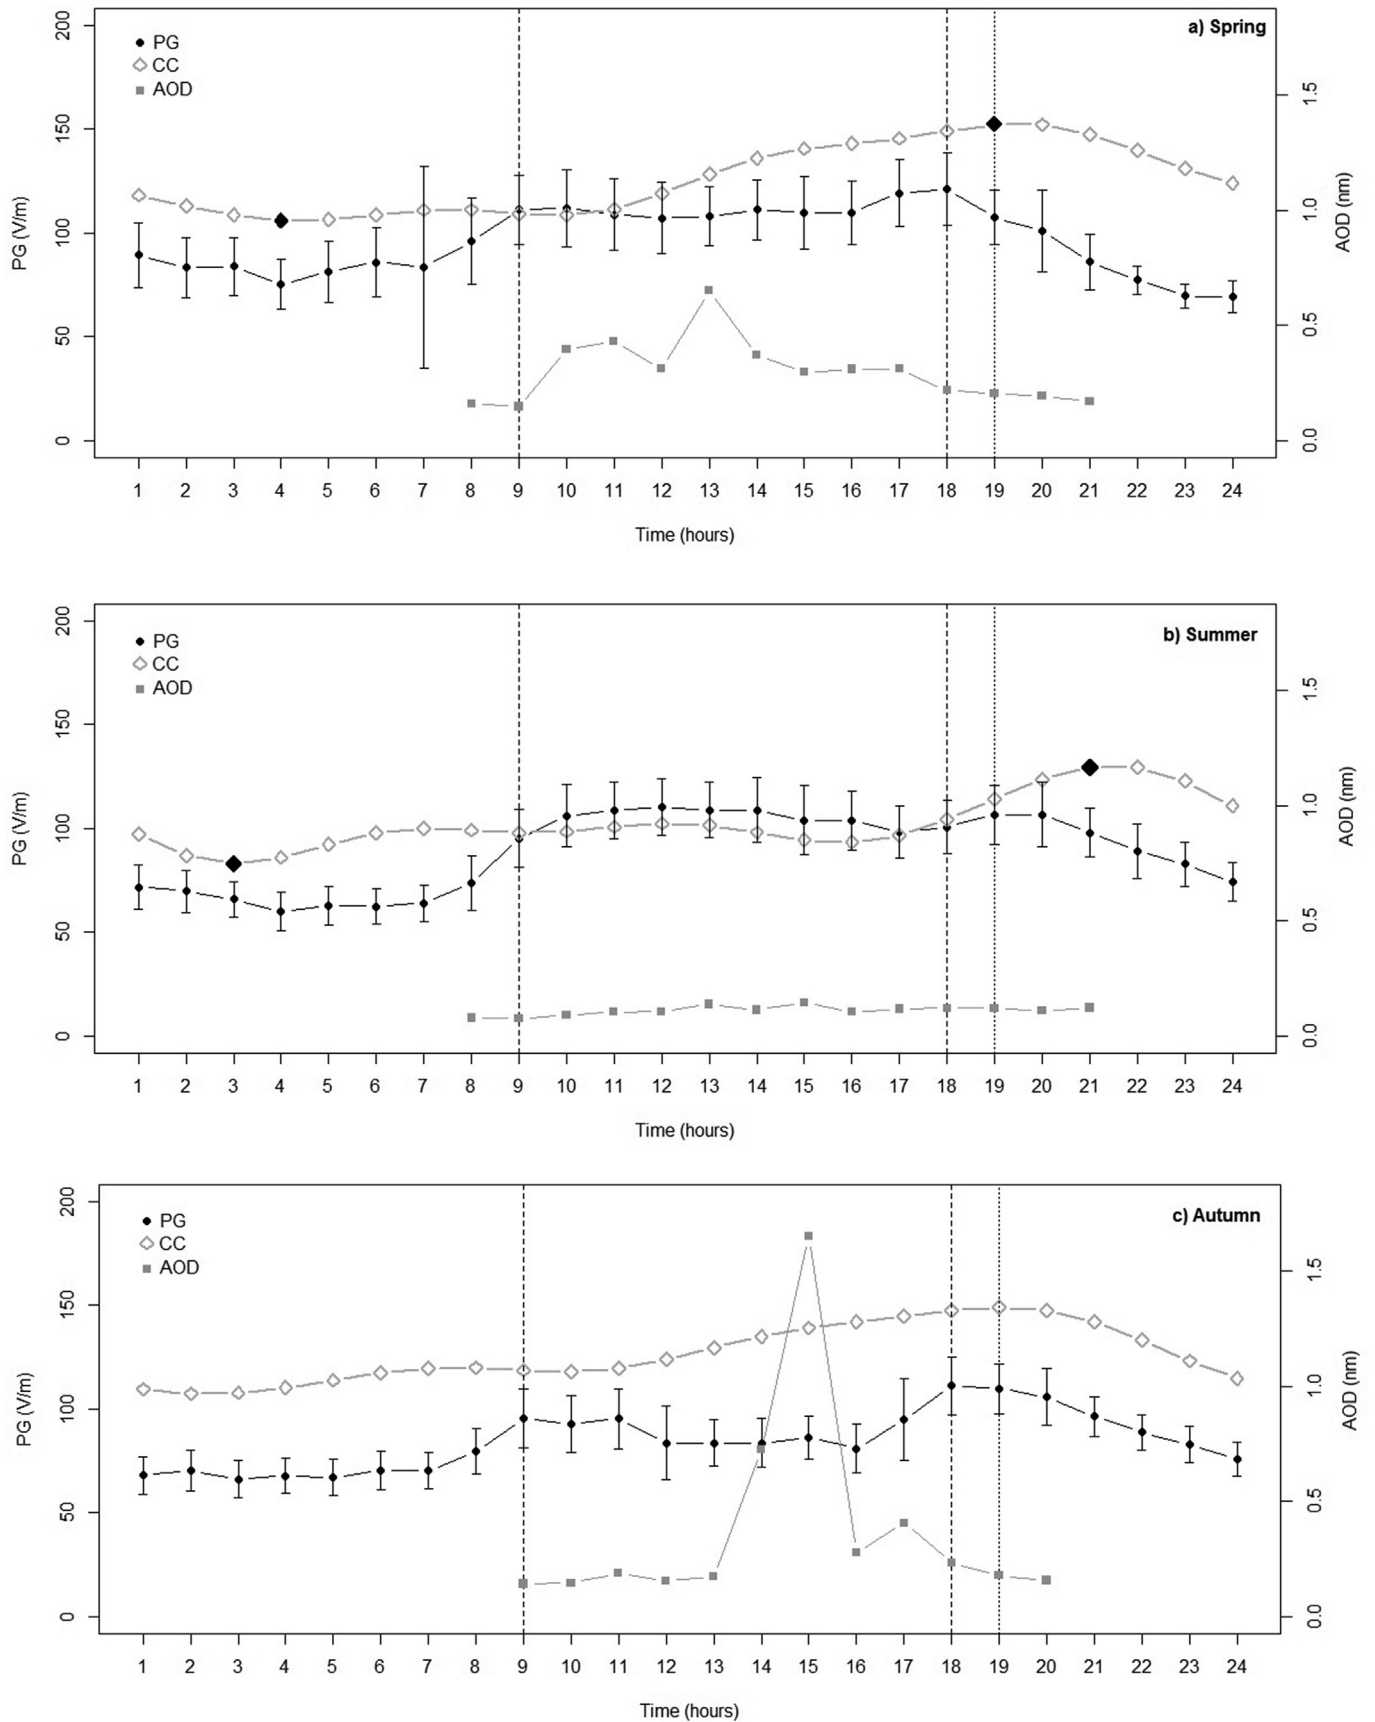 a) Spring
PG
CC
AOD
200
150
100
50
0
PG (V/m)
1.5
1.0
0.5
0.0
AOD (nm)
1 2 3 4 5 6 7 8 9 10 11 12 13 14 15 16 17 18 19 20 21 22 23 24
Time (hours)
b) Summer
PG
CC
AOD
200
150
100
50
0
PG (V/m)
1.5
1.0
0.5
0.0
AOD (nm)
1 2 3 4 5 6 7 8 9 10 11 12 13 14 15 16 17 18 19 20 21 22 23 24
Time (hours)
c) Autumn
PG
CC
AOD
200
150
100
50
0
PG (V/m)
1.5
1.0
0.5
0.0
AOD (nm)
1 2 3 4 5 6 7 8 9 10 11 12 13 14 15 16 17 18 19 20 21 22 23 24
Time (hours)